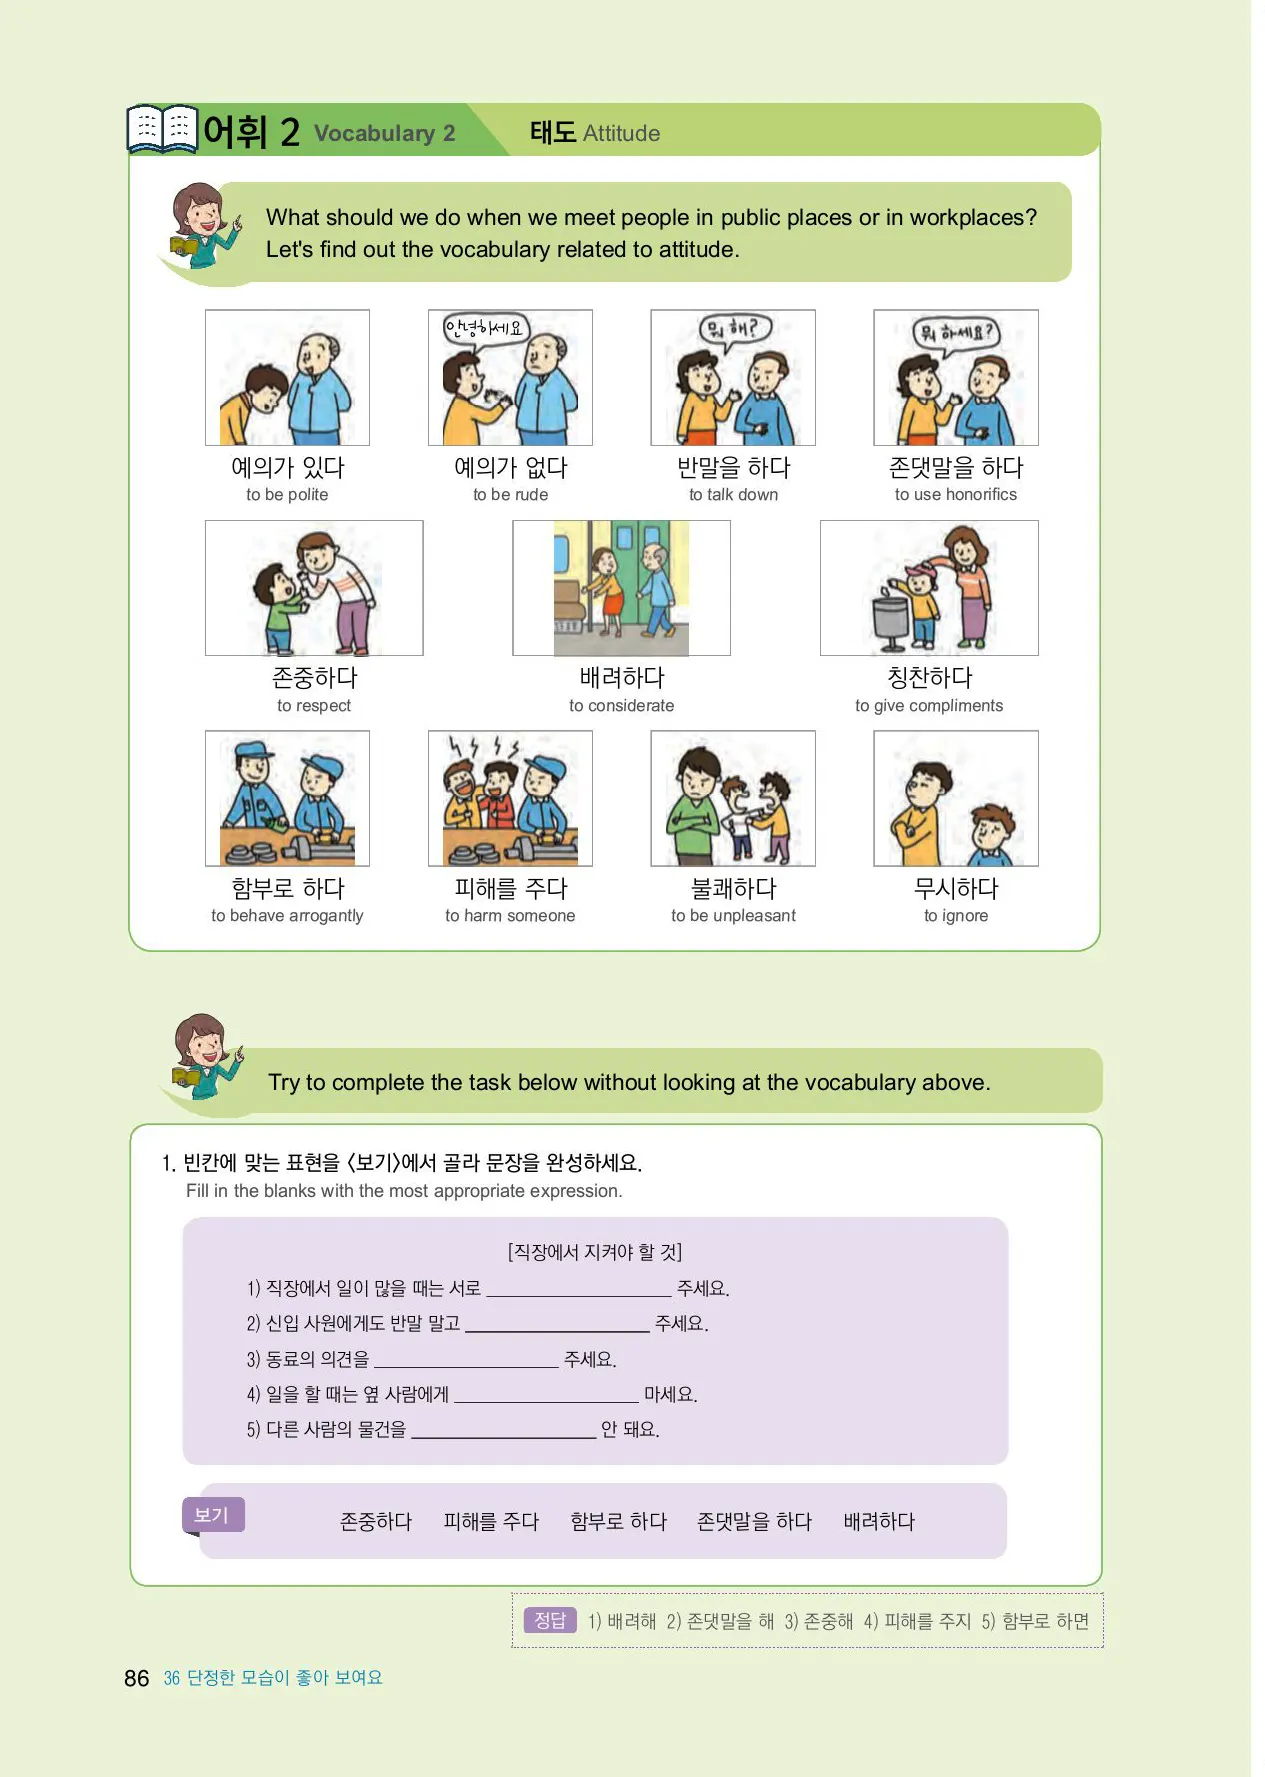 어휘 2 Vocabulary 2 태도 Attitude
What should we do when we meet people in public places or in workplaces?
Let's find out the vocabulary related to attitude.
안녕하세요
뭐 해?
뭐 하세요?
예의가 있다 예의가 없다 반말을 하다 존댓말을 하다
to be polite to be rude to talk down to use honorifics
존중하다 배려하다 칭찬하다
to respect to considerate to give compliments
함부로 하다 피해를 주다 불쾌하다 무시하다
to behave arrogantly to harm someone to be unpleasant to ignore
Try to complete the task below without looking at the vocabulary above.
1. 빈칸에 맞는 표현을 〈보기〉에서 골라 문장을 완성하세요.
Fill in the blanks with the most appropriate expression.
[직장에서 지켜야 할 것]
1) 직장에서 일이 많을 때는 서로 ____________________ 주세요.
2) 신입 사원에게도 반말 말고 ____________________ 주세요.
3) 동료의 의견을 ____________________ 주세요.
4) 일을 할 때는 옆 사람에게 ____________________ 마세요.
5) 다른 사람의 물건을 ____________________ 안 돼요.
보기 존중하다 피해를 주다 함부로 하다 존댓말을 하다 배려하다
정답 1) 배려해 2) 존댓말을 해 3) 존중해 4) 피해를 주지 5) 함부로 하면
86 36 단정한 모습이 좋아 보여요